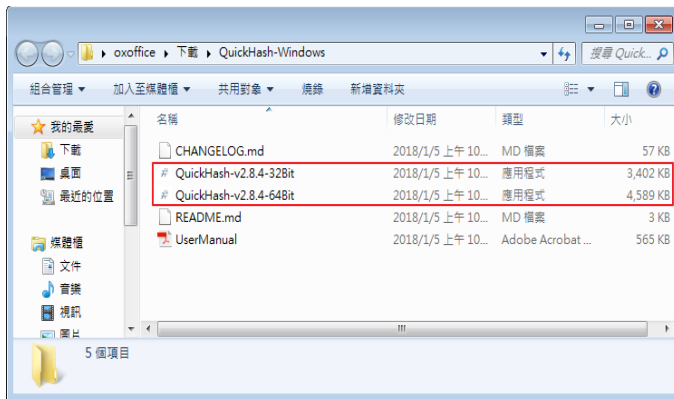 oxoffice ▸ 下載 ▸ QuickHash-Windows
搜尋 Quick...
組合管理 ▼ 加入至媒體櫃 ▼ 共用對象 ▼ 燒錄 新增資料夾
我的最愛
下載
桌面
最近的位置
媒體櫃
文件
音樂
視訊
圖片
名稱 修改日期 類型 大小
CHANGELOG.md 2018/1/5 上午 10... MD 檔案 57 KB
QuickHash-v2.8.4-32Bit 2018/1/5 上午 10... 應用程式 3,402 KB
QuickHash-v2.8.4-64Bit 2018/1/5 上午 10... 應用程式 4,589 KB
README.md 2018/1/5 上午 10... MD 檔案 3 KB
UserManual 2018/1/5 上午 10... Adobe Acrobat ... 565 KB
5 個項目